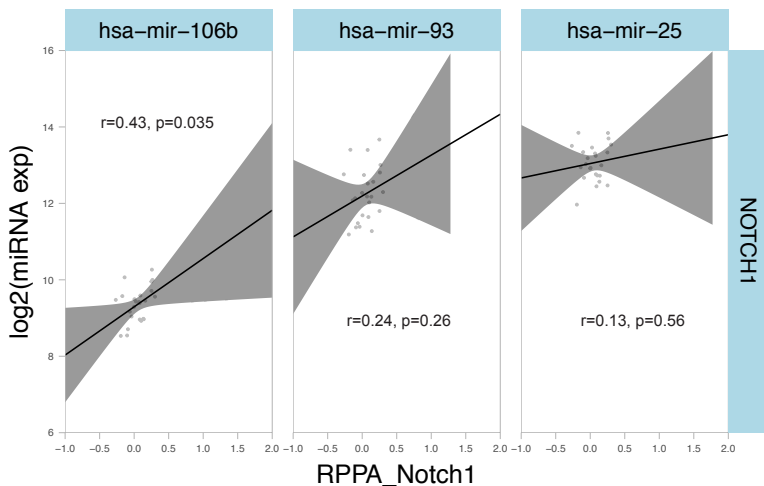 hsa−mir−106b hsa−mir−93 hsa−mir−25
16
14
12
10
8
6
log2(miRNA exp)
r=0.43, p=0.035
r=0.24, p=0.26
r=0.13, p=0.56
NOTCH1
−1.0 −0.5 0.0 0.5 1.0 1.5 2.0 −1.0 −0.5 0.0 0.5 1.0 1.5 2.0 −1.0 −0.5 0.0 0.5 1.0 1.5 2.0
RPPA_Notch1